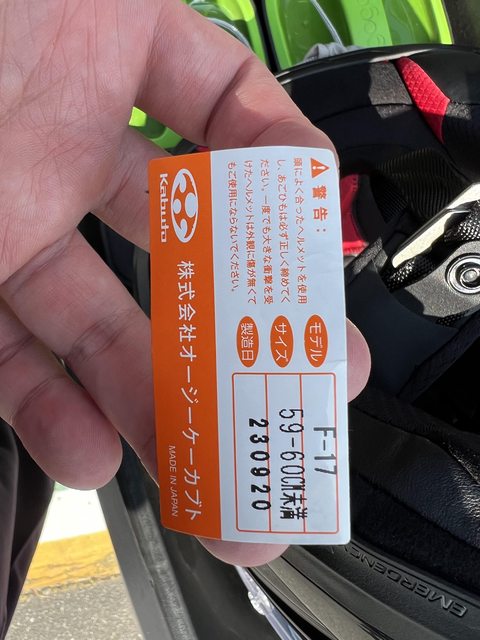 警告：
頭によく合ったヘルメットを使用
し、あごひもは必ず正しく締めてく
ださい。一度でも大きな衝撃を受
けたヘルメットは外観に傷が無くて
もご使用にならないでください。
モデル F-17
サイズ 59-60CM未満
製造日 230920
Kabuto 株式会社オージーケーカブト
MADE IN JAPAN
EMERGENCY